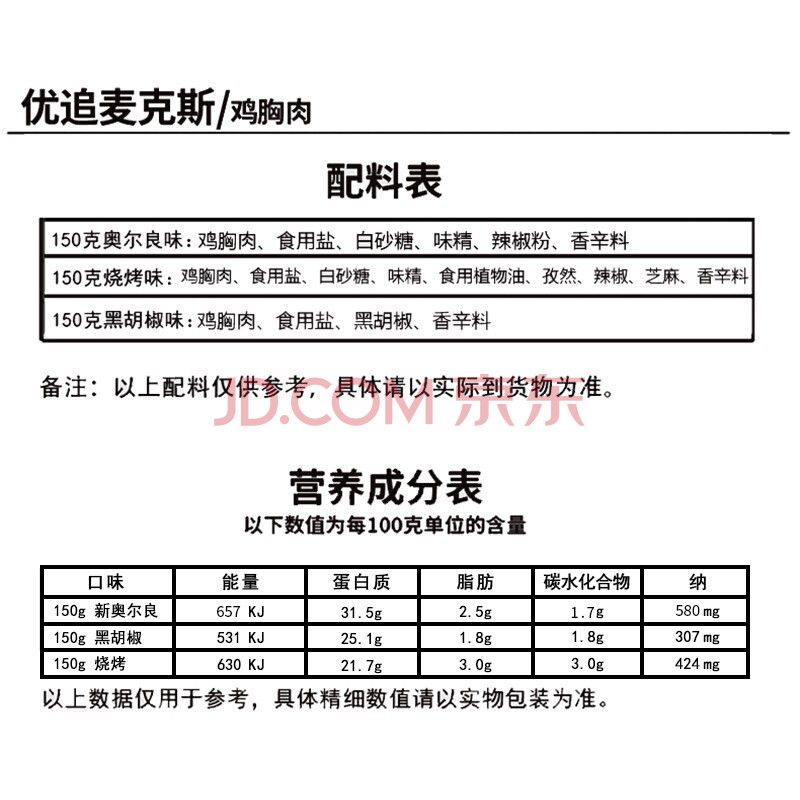 优追麦克斯/鸡胸肉
配料表
150克奥尔良味:鸡胸肉、食用盐、白砂糖、味精、辣椒粉、香辛料
150克烧烤味:鸡胸肉、食用盐、白砂糖、味精、食用植物油、孜然、辣椒、芝麻、香辛料
150克黑胡椒味:鸡胸肉、食用盐、黑胡椒、香辛料
备注：以上配料仅供参考，具体请以实际到货物为准。
JD.COM 京东
营养成分表
以下数值为每100克单位的含量
口味 能量 蛋白质 脂肪 碳水化合物 纳
150g 新奥尔良 657 KJ 31.5g 2.5g 1.7g 580mg
150g 黑胡椒 531 KJ 25.1g 1.8g 1.8g 307mg
150g 烧烤 630 KJ 21.7g 3.0g 3.0g 424mg
以上数据仅用于参考，具体精细数值请以实物包装为准。